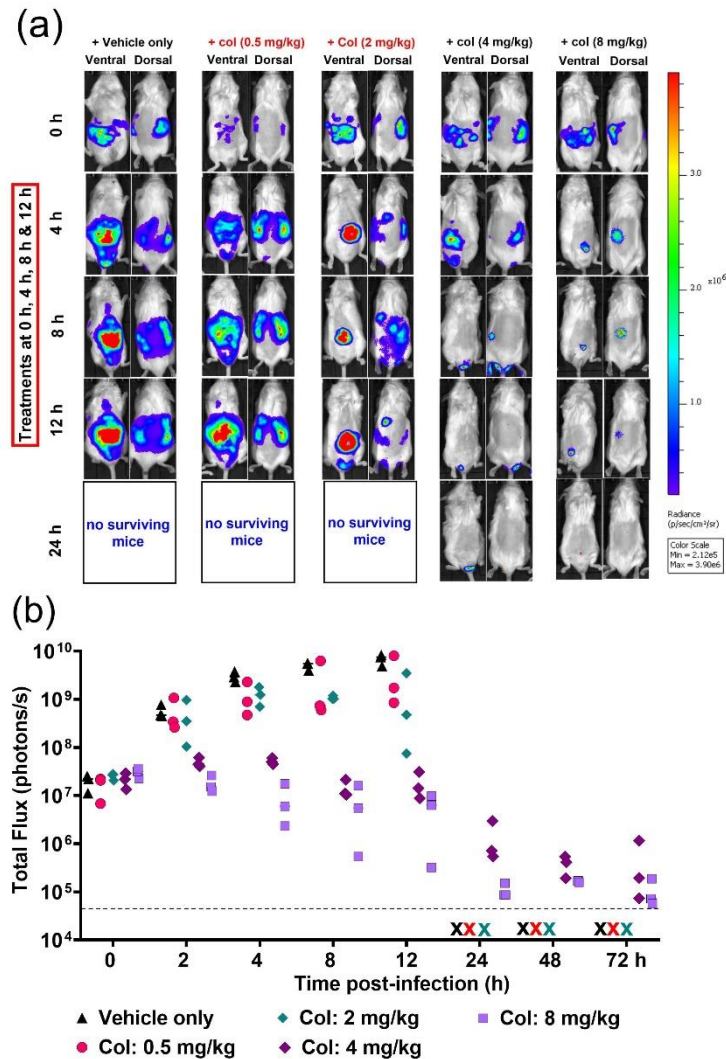 (a)
+ Vehicle only
+ col (0.5 mg/kg)
+ Col (2 mg/kg)
+ col (4 mg/kg)
+ col (8 mg/kg)
Ventral Dorsal
Ventral Dorsal
Ventral Dorsal
Ventral Dorsal
Ventral Dorsal
Treatments at 0 h, 4 h, 8 h & 12 h
0 h
4 h
8 h
12 h
24 h
no surviving
mice
no surviving
mice
no surviving
mice
3.0
2.0
x10⁶
1.0
Radiance
(p/sec/cm²/sr)
Color Scale
Min = 2.12e5
Max = 3.90e6
(b)
Total Flux (photons/s)
10¹⁰
10⁹
10⁸
10⁷
10⁶
10⁵
10⁴
X X X X X X X X X
0 2 4 8 12 24 48 72 h
Time post-infection (h)
Vehicle only
Col: 2 mg/kg
Col: 8 mg/kg
Col: 0.5 mg/kg
Col: 4 mg/kg